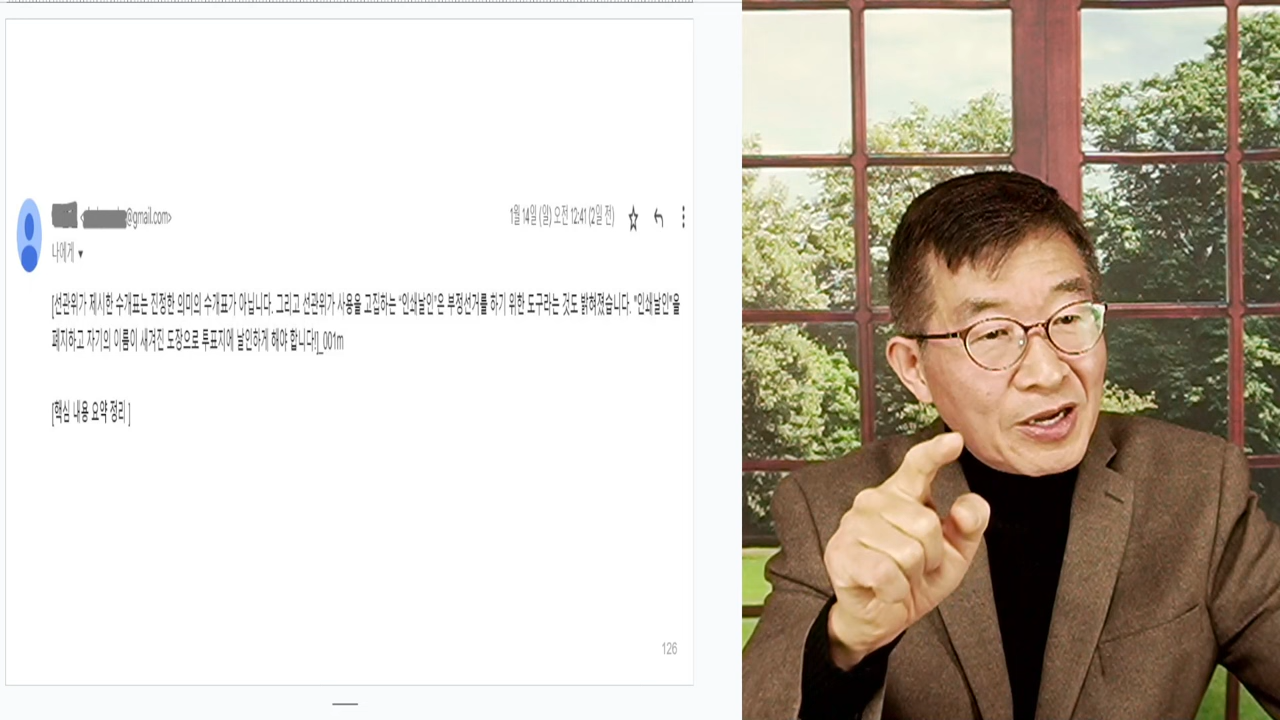 @gmail.com>
1월 14일 (일) 오전 12:41 (2일 전)
나에게
[선관위가 제시한 수개표는 진정한 의미의 수개표가 아닙니다. 그리고 선관위가 사용을 고집하는 "인쇄날인"은 부정선거를 하기 위한 도구라는 것도 밝혀졌습니다. "인쇄날인"을
폐지하고 자기의 이름이 새겨진 도장으로 투표지에 날인하게 해야 합니다!]_001m
[핵심 내용 요약 정리 ]
126